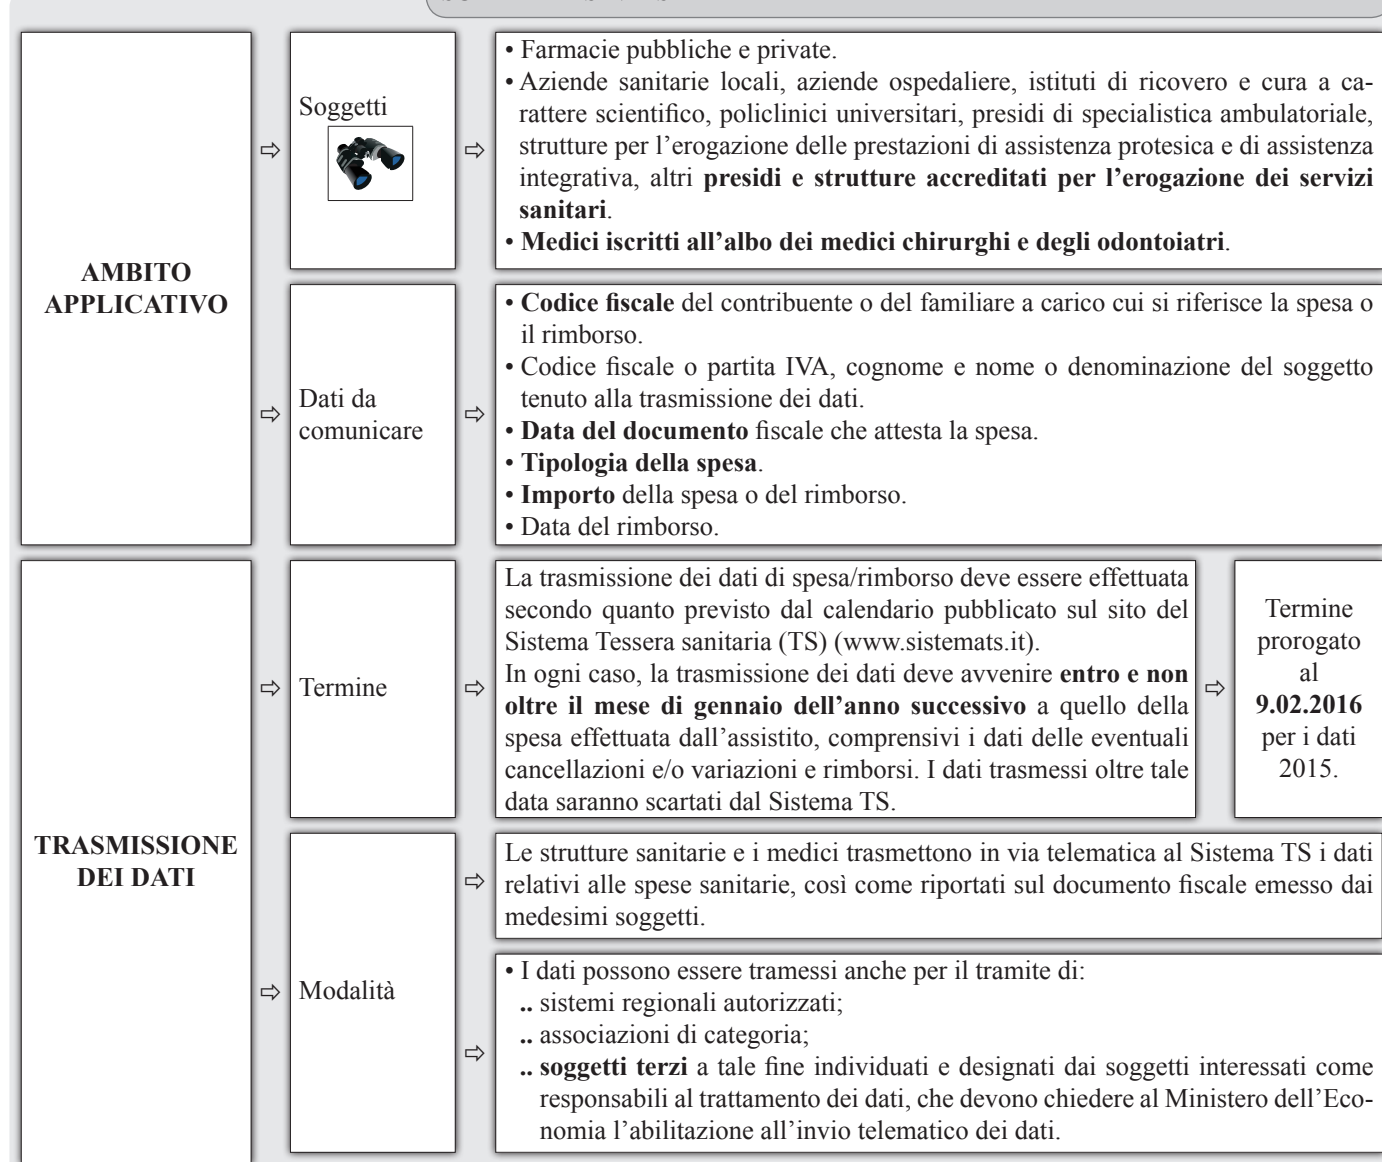 AMBITO
APPLICATIVO
⇨
Soggetti
⇨
• Farmacie pubbliche e private.
• Aziende sanitarie locali, aziende ospedaliere, istituti di ricovero e cura a ca-
rattere scientifico, policlinici universitari, presidi di specialistica ambulatoriale,
strutture per l’erogazione delle prestazioni di assistenza protesica e di assistenza
integrativa, altri presidi e strutture accreditati per l’erogazione dei servizi
sanitari.
• Medici iscritti all’albo dei medici chirurghi e degli odontoiatri.
⇨
Dati da
comunicare
⇨
• Codice fiscale del contribuente o del familiare a carico cui si riferisce la spesa o
il rimborso.
• Codice fiscale o partita IVA, cognome e nome o denominazione del soggetto
tenuto alla trasmissione dei dati.
• Data del documento fiscale che attesta la spesa.
• Tipologia della spesa.
• Importo della spesa o del rimborso.
• Data del rimborso.
TRASMISSIONE
DEI DATI
⇨
Termine
⇨
La trasmissione dei dati di spesa/rimborso deve essere effettuata
secondo quanto previsto dal calendario pubblicato sul sito del
Sistema Tessera sanitaria (TS) (www.sistemats.it).
In ogni caso, la trasmissione dei dati deve avvenire entro e non
oltre il mese di gennaio dell’anno successivo a quello della
spesa effettuata dall’assistito, comprensivi i dati delle eventuali
cancellazioni e/o variazioni e rimborsi. I dati trasmessi oltre tale
data saranno scartati dal Sistema TS.
⇨
Termine
prorogato
al
9.02.2016
per i dati
2015.
⇨
Modalità
⇨
Le strutture sanitarie e i medici trasmettono in via telematica al Sistema TS i dati
relativi alle spese sanitarie, così come riportati sul documento fiscale emesso dai
medesimi soggetti.
⇨
• I dati possono essere tramessi anche per il tramite di:
.. sistemi regionali autorizzati;
.. associazioni di categoria;
.. soggetti terzi a tale fine individuati e designati dai soggetti interessati come
responsabili al trattamento dei dati, che devono chiedere al Ministero dell’Eco-
nomia l’abilitazione all’invio telematico dei dati.